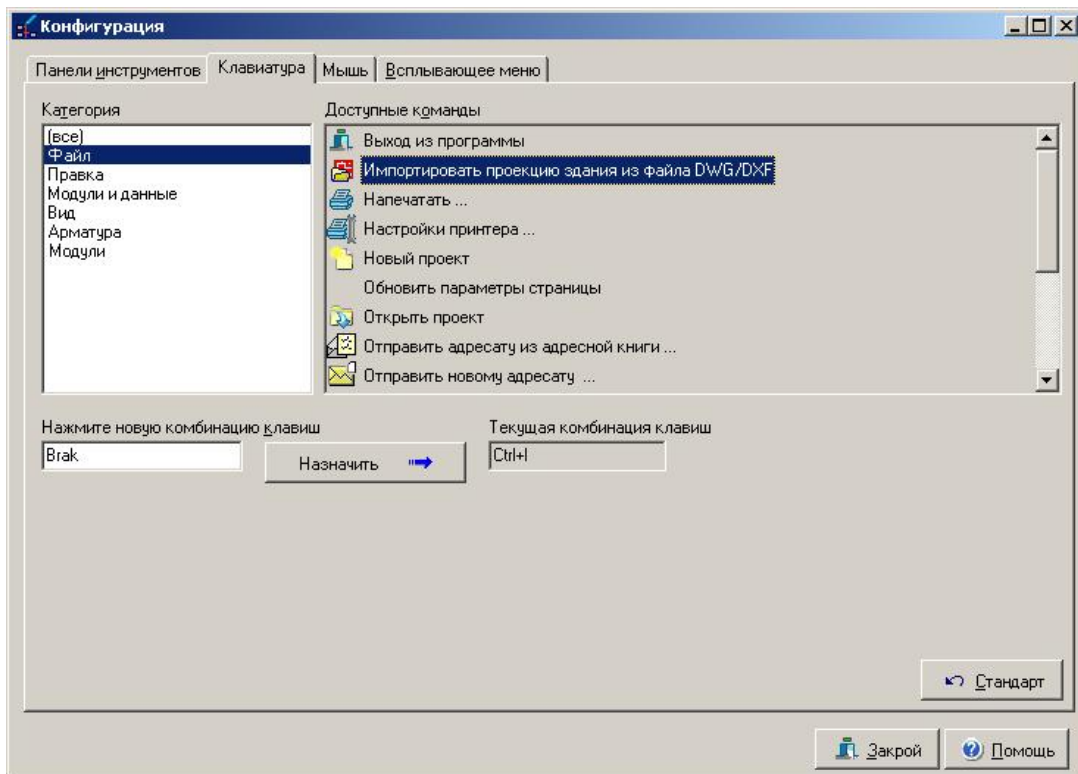 Конфигурация
Панели инструментов Клавиатура Мышь Всплывающее меню
Категория
(все)
Файл
Правка
Модули и данные
Вид
Арматура
Модули
Доступные команды
Выход из программы
Импортировать проекцию здания из файла DWG/DXF
Напечатать ...
Настройки принтера ...
Новый проект
Обновить параметры страницы
Открыть проект
Отправить адресату из адресной книги ...
Отправить новому адресату ...
Нажмите новую комбинацию клавиш
Brak
Назначить
Текущая комбинация клавиш
Ctrl+I
Стандарт
Закрой Помощь